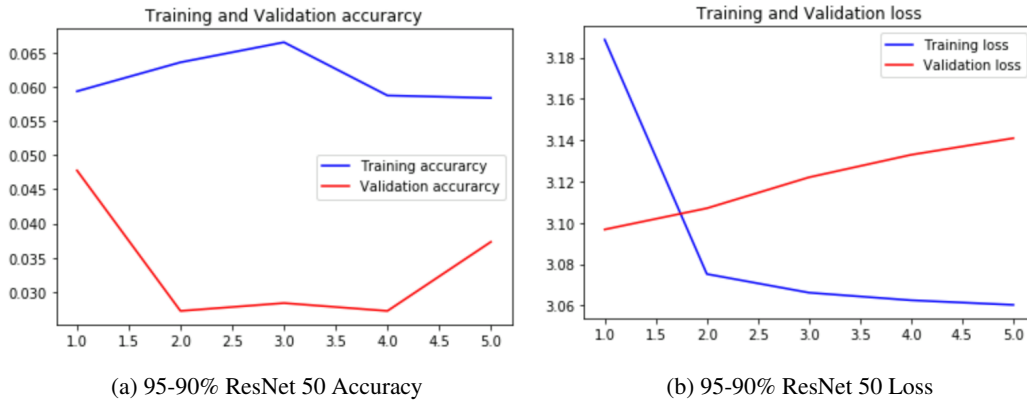 Training and Validation accurarcy
0.065
0.060
0.055
0.050
0.045
0.040
0.035
0.030
Training accurarcy
Validation accurarcy
1.0 1.5 2.0 2.5 3.0 3.5 4.0 4.5 5.0
(a) 95-90% ResNet 50 Accuracy
Training and Validation loss
3.18
3.16
3.14
3.12
3.10
3.08
3.06
Training loss
Validation loss
1.0 1.5 2.0 2.5 3.0 3.5 4.0 4.5 5.0
(b) 95-90% ResNet 50 Loss